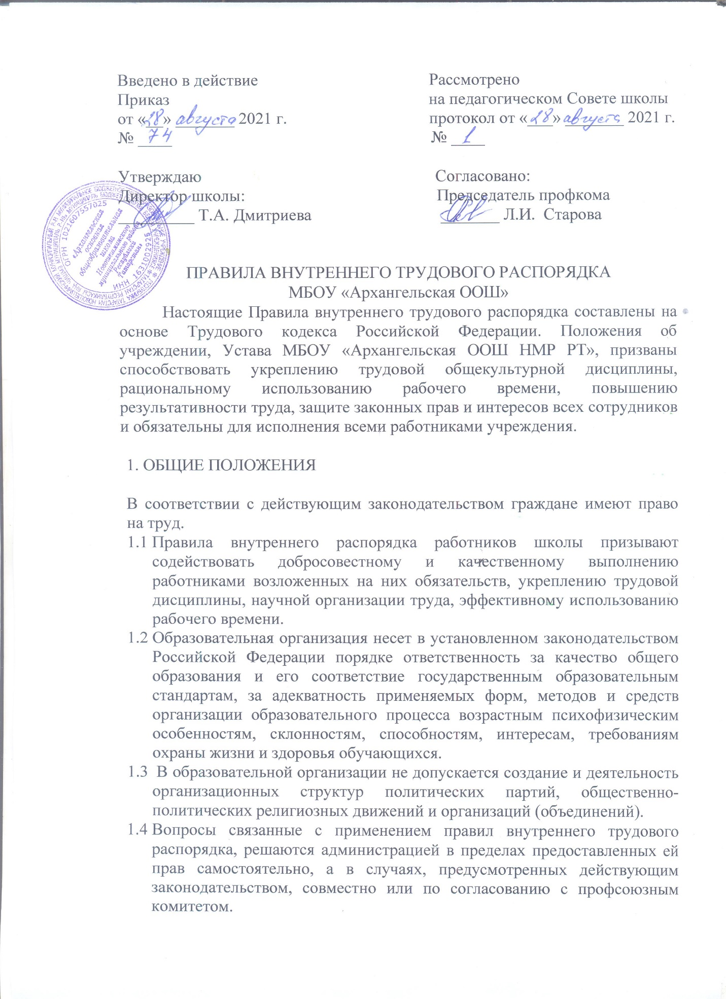 Введено в действие
Приказ
от «28» августа 2021 г.
№ 74
Рассмотрено
на педагогическом Совете школы
протокол от «28» августа 2021 г.
№ 1
Утверждаю
Директор школы:
Т.А. Дмитриева
Согласовано:
Председатель профкома
Л.И. Старова
ОГРН 1021607557025
ИНН 1631002925
«Архангельская
основная
общеобразовательная
школа
Новошешминского
муниципального района
Республики
Татарстан»
ПРАВИЛА ВНУТРЕННЕГО ТРУДОВОГО РАСПОРЯДКА
МБОУ «Архангельская ООШ»
Настоящие Правила внутреннего трудового распорядка составлены на
основе Трудового кодекса Российской Федерации. Положения об
учреждении, Устава МБОУ «Архангельская ООШ НМР РТ», призваны
способствовать укреплению трудовой общекультурной дисциплины,
рациональному использованию рабочего времени, повышению
результативности труда, защите законных прав и интересов всех сотрудников
и обязательны для исполнения всеми работниками учреждения.
1. ОБЩИЕ ПОЛОЖЕНИЯ
В соответствии с действующим законодательством граждане имеют право
на труд.
1.1 Правила внутреннего распорядка работников школы призывают
содействовать добросовестному и качественному выполнению
работниками возложенных на них обязательств, укреплению трудовой
дисциплины, научной организации труда, эффективному использованию
рабочего времени.
1.2 Образовательная организация несет в установленном законодательством
Российской Федерации порядке ответственность за качество общего
образования и его соответствие государственным образовательным
стандартам, за адекватность применяемых форм, методов и средств
организации образовательного процесса возрастным психофизическим
особенностям, склонностям, способностям, интересам, требованиям
охраны жизни и здоровья обучающихся.
1.3 В образовательной организации не допускается создание и деятельность
организационных структур политических партий, общественно-
политических религиозных движений и организаций (объединений).
1.4 Вопросы связанные с применением правил внутреннего трудового
распорядка, решаются администрацией в пределах предоставленных ей
прав самостоятельно, а в случаях, предусмотренных действующим
законодательством, совместно или по согласованию с профсоюзным
комитетом.